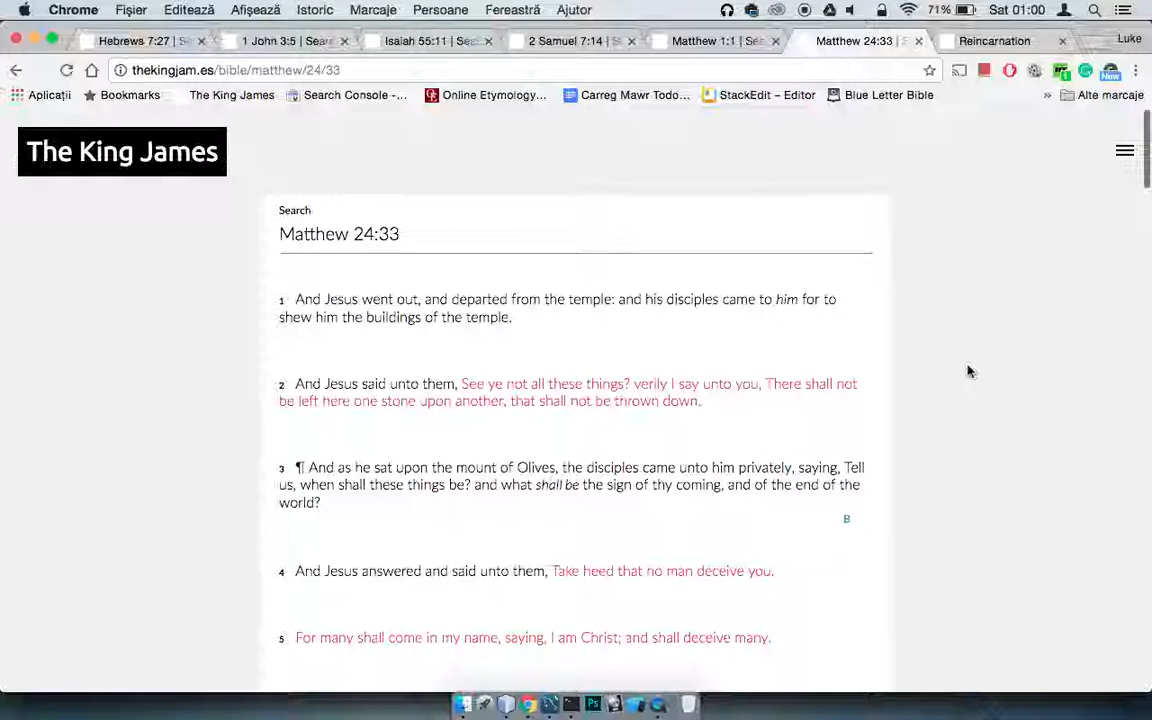 Chrome Fișier Editează Afișează Istoric Marcaje Persoane Fereastră Ajutor 71% Sat 01:00
Hebrews 7:27 | Se 1 John 3:5 | Sear Isaiah 55:11 | Se 2 Samuel 7:14 | S Matthew 1:1 | Se Matthew 24:33 | Reincarnation Luke
thekingjam.es/bible/matthew/24/33
Aplicații Bookmarks The King James Search Console -... Online Etymology... Carreg Mawr Todo... StackEdit – Editor Blue Letter Bible » Alte marcaje
New
The King James
Search
Matthew 24:33
1 And Jesus went out, and departed from the temple: and his disciples came to him for to
shew him the buildings of the temple.
2 And Jesus said unto them, See ye not all these things? verily I say unto you, There shall not
be left here one stone upon another, that shall not be thrown down.
3 ¶ And as he sat upon the mount of Olives, the disciples came unto him privately, saying, Tell
us, when shall these things be? and what shall be the sign of thy coming, and of the end of the
world?
B
4 And Jesus answered and said unto them, Take heed that no man deceive you.
5 For many shall come in my name, saying, I am Christ; and shall deceive many.
Ps